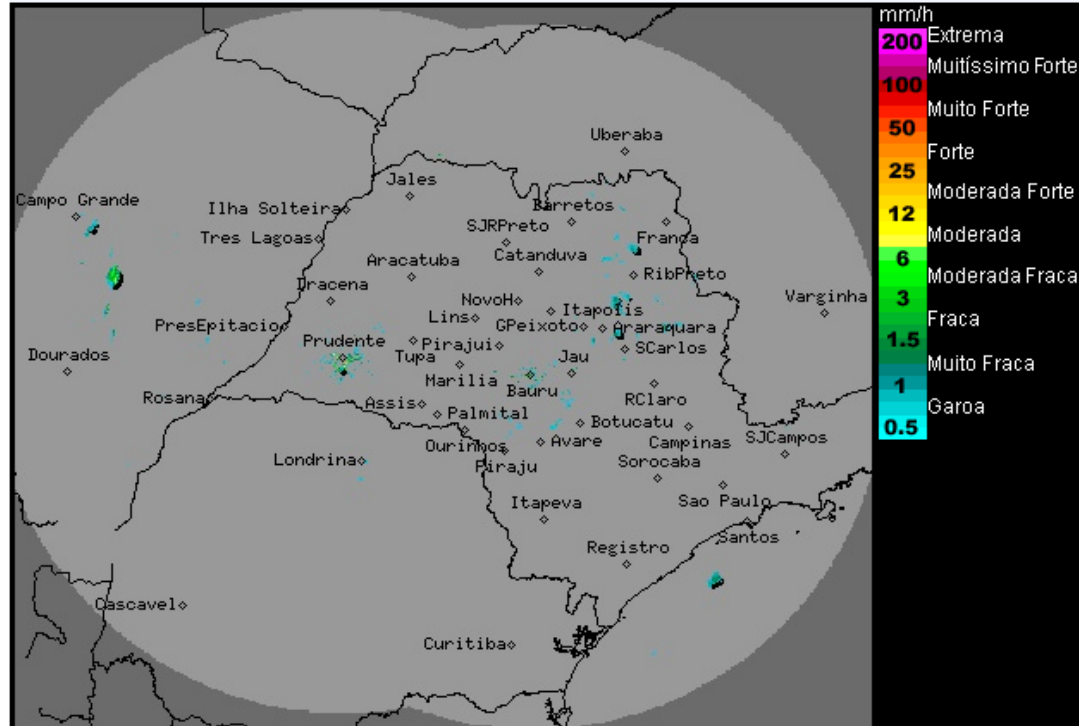 mm/h
200 Extrema
Muitíssimo Forte
100
Muito Forte
50
Forte
25
Moderada Forte
12
Moderada
6
Moderada Fraca
3
Fraca
1.5
Muito Fraca
1
Garoa
0.5
Uberaba
Jales
Campo Grande
Ilha Solteira
Barretos
Tres Lagoas
SJRPreto
Franca
Catanduva
Aracatuba
RibPreto
Dracena
NovoH
Itapolis
Varginha
Lins
PresEpitacio
GPeixoto
Araraquara
Prudente
Pirajui
SCarlos
Dourados
Tupa
Jau
Marilia
Bauru
Rosana
Assis
RClaro
Palmital
Botucatu
Campinas
SJCampos
Ourinhos
Avare
Piraju
Londrina
Sorocaba
Itapeva
Sao Paulo
Santos
Registro
Cascavel
Curitiba